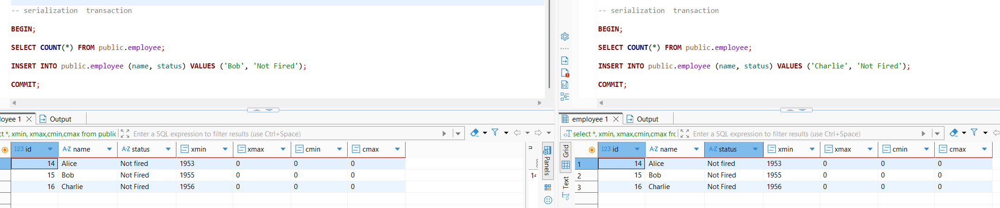 -- serialization  transaction
BEGIN;
SELECT COUNT(*) FROM public.employee;
INSERT INTO public.employee (name, status) VALUES ('Bob', 'Not Fired');
COMMIT;
loyee 1 Output
ct *, xmin, xmax,cmin,cmax from public Enter a SQL expression to filter results (use Ctrl+Space)
123 id A-Z name A-Z status xmin xmax cmin cmax
14 Alice Not fired 1953 0 0 0
15 Bob Not Fired 1955 0 0 0
16 Charlie Not Fired 1956 0 0 0
Panels
14
-- serialization  transaction
BEGIN;
SELECT COUNT(*) FROM public.employee;
INSERT INTO public.employee (name, status) VALUES ('Charlie', 'Not Fired');
COMMIT;
employee 1 Output
select *, xmin, xmax,cmin,cmax frc Enter a SQL expression to filter results (use Ctrl+Space)
Grid
Text
123 id A-Z name A-Z status xmin xmax cmin cmax
1 14 Alice Not fired 1953 0 0 0
2 15 Bob Not Fired 1955 0 0 0
3 16 Charlie Not Fired 1956 0 0 0